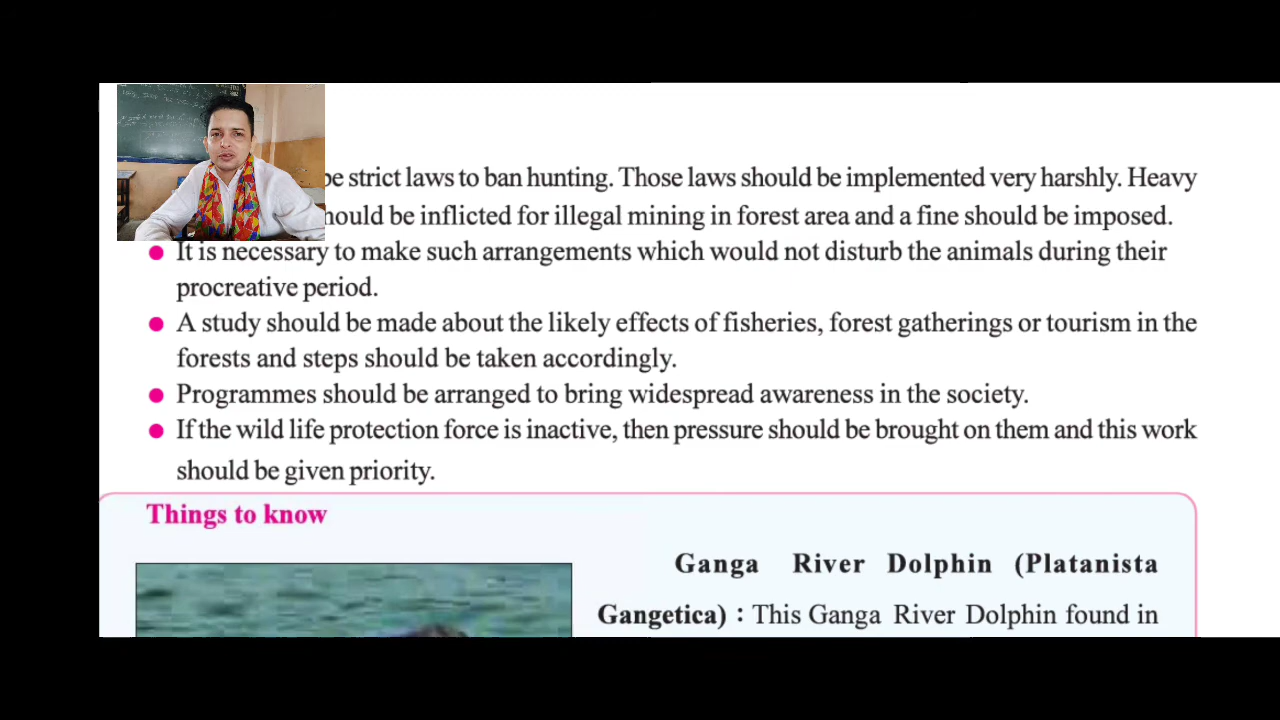 be strict laws to ban hunting. Those laws should be implemented very harshly. Heavy
should be inflicted for illegal mining in forest area and a fine should be imposed.
● It is necessary to make such arrangements which would not disturb the animals during their
procreative period.
● A study should be made about the likely effects of fisheries, forest gatherings or tourism in the
forests and steps should be taken accordingly.
● Programmes should be arranged to bring widespread awareness in the society.
● If the wild life protection force is inactive, then pressure should be brought on them and this work
should be given priority.
Things to know
Ganga River Dolphin (Platanista
Gangetica) : This Ganga River Dolphin found in